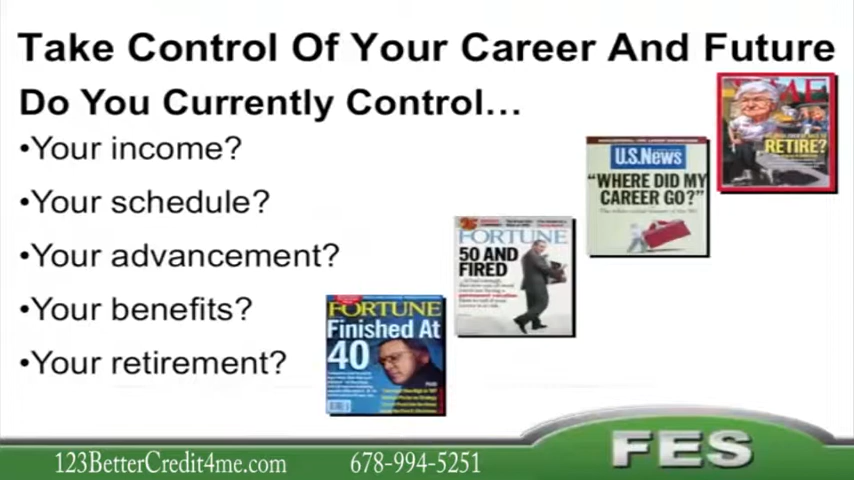 Take Control Of Your Career And Future
Do You Currently Control…
•Your income?
•Your schedule?
•Your advancement?
•Your benefits?
•Your retirement?
RETIRE?
U.S.News
“WHERE DID MY
CAREER GO?”
FORTUNE
50 AND
FIRED
FORTUNE
Finished At
40
123BetterCredit4me.com
678-994-5251
FES